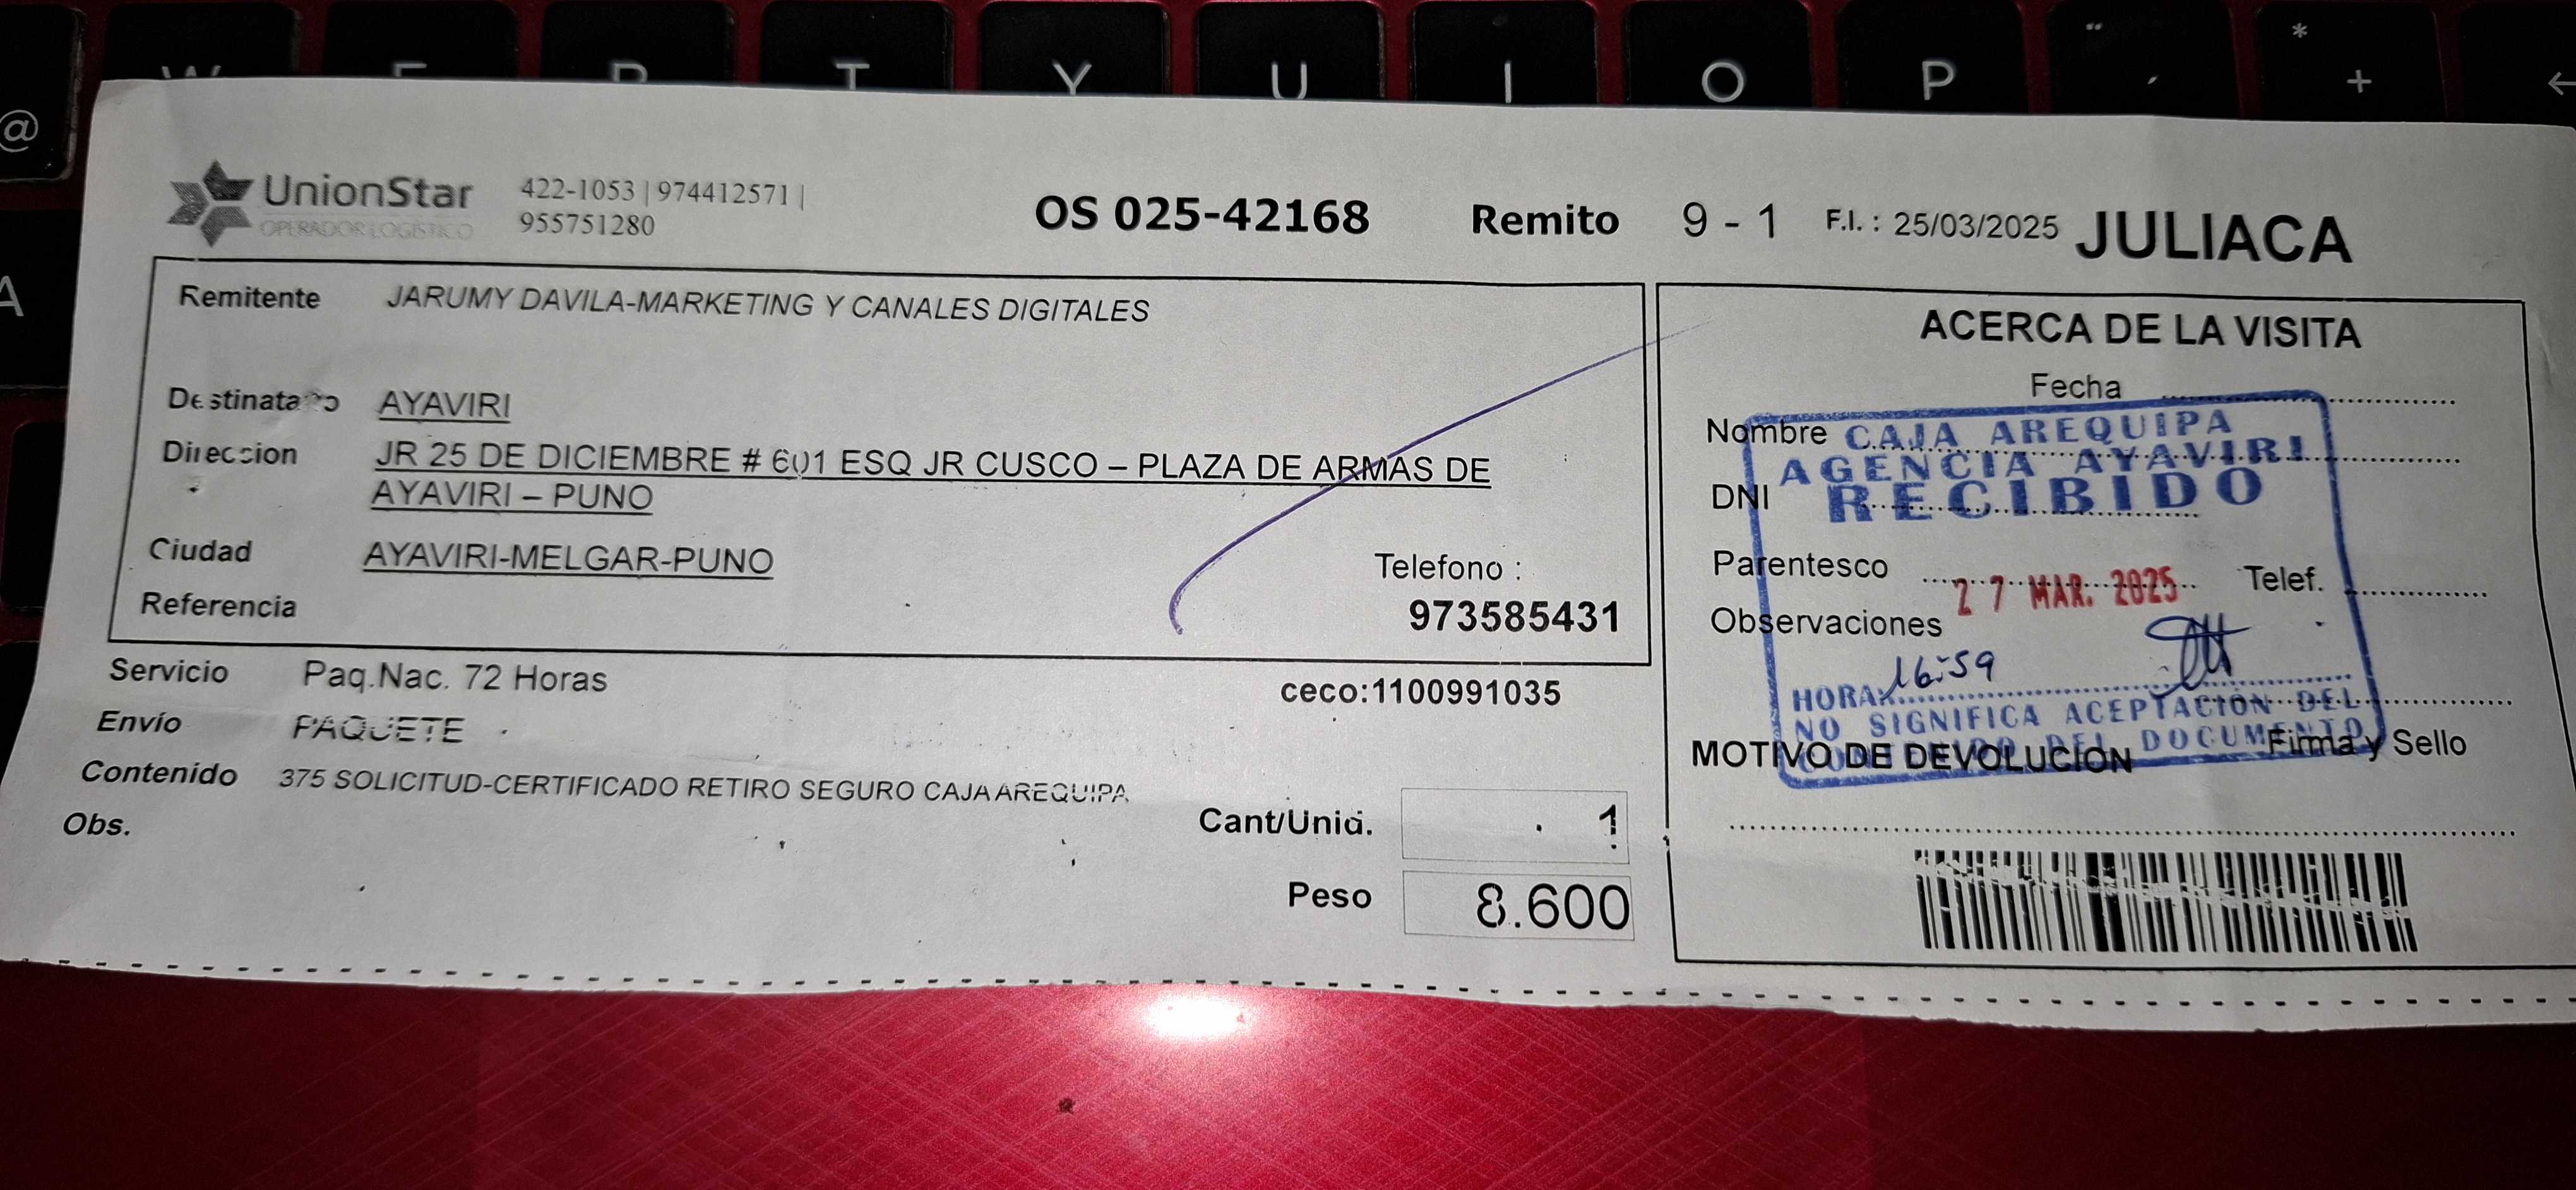 UnionStar
OPERADOR LOGISTICO
422-1053 | 974412571 |
955751280
OS 025-42168
Remito 9 - 1
F.I. : 25/03/2025
JULIACA
Remitente JARUMY DAVILA-MARKETING Y CANALES DIGITALES
Destinatario AYAVIRI
Direccion JR 25 DE DICIEMBRE # 601 ESQ JR CUSCO – PLAZA DE ARMAS DE
AYAVIRI – PUNO
Ciudad AYAVIRI-MELGAR-PUNO
Telefono :
Referencia
973585431
Servicio Paq.Nac. 72 Horas
ceco:1100991035
Envío PAQUETE
Contenido 375 SOLICITUD-CERTIFICADO RETIRO SEGURO CAJA AREQUIPA
Obs.
Cant/Unid. 1
Peso 8.600
ACERCA DE LA VISITA
Fecha
Nombre
DNI
Parentesco
Telef.
Observaciones
MOTIVO DE DEVOLUCION
Firma y Sello
CAJA AREQUIPA
AGENCIA AYAVIRI
RECIBIDO
27 MAR. 2025
HORA 16:59
NO SIGNIFICA ACEPTACION DEL
DEL DOCUMENTO
W E R T Y U I O P
@
A
¨
´
*
+
←